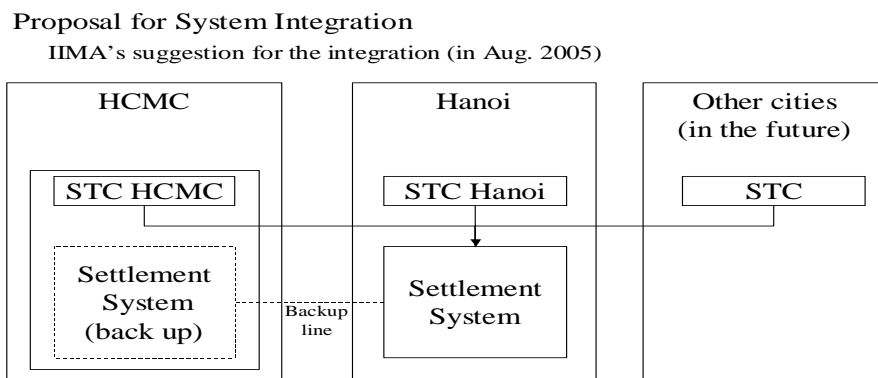 Proposal for System Integration
IIMA's suggestion for the integration (in Aug. 2005)
HCMC
Hanoi
Other cities
(in the future)
STC HCMC
STC Hanoi
STC
Settlement
System
(back up)
Backup
line
Settlement
System